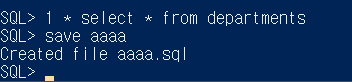 SQL> 1 * select * from departments
SQL> save aaaa
Created file aaaa.sql
SQL>